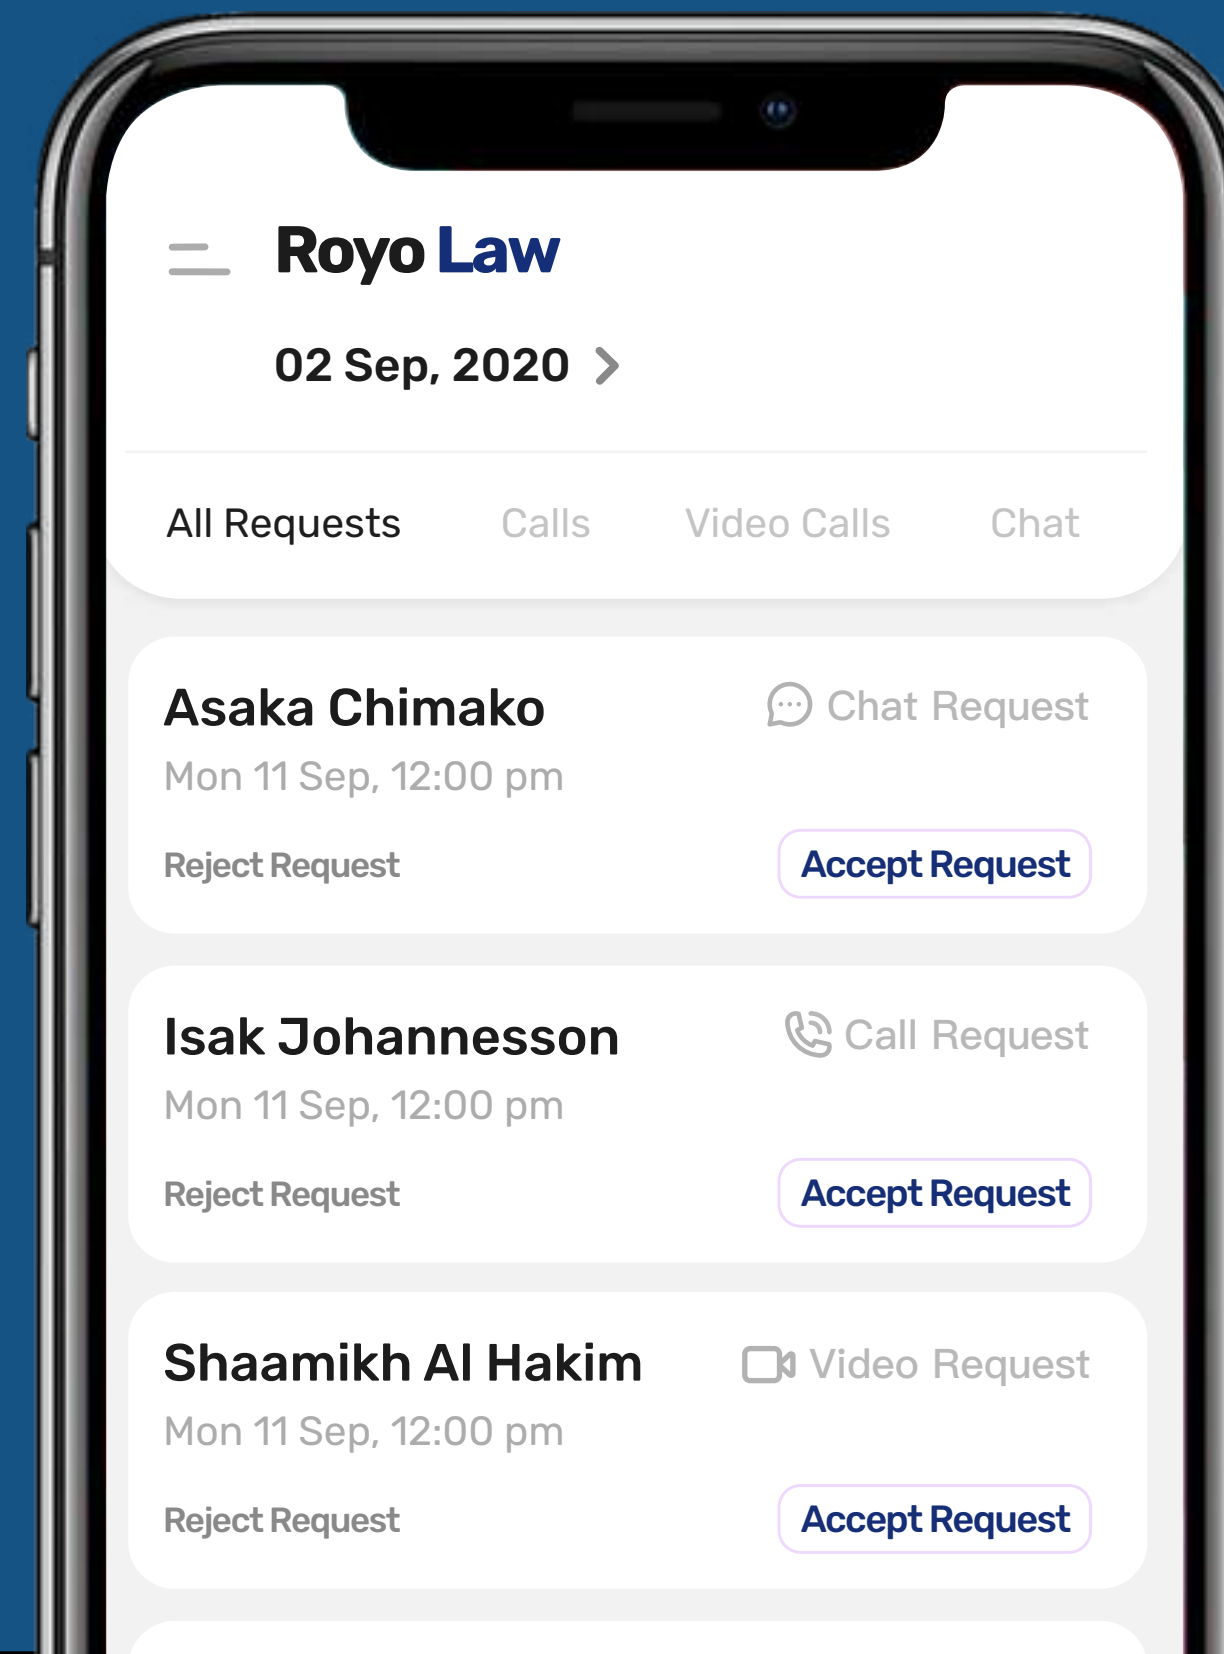 Royo Law
02 Sep, 2020
All Requests Calls Video Calls Chat
Asaka Chimako Chat Request
Mon 11 Sep, 12:00 pm
Reject Request Accept Request
Isak Johannesson Call Request
Mon 11 Sep, 12:00 pm
Reject Request Accept Request
Shaamikh Al Hakim Video Request
Mon 11 Sep, 12:00 pm
Reject Request Accept Request